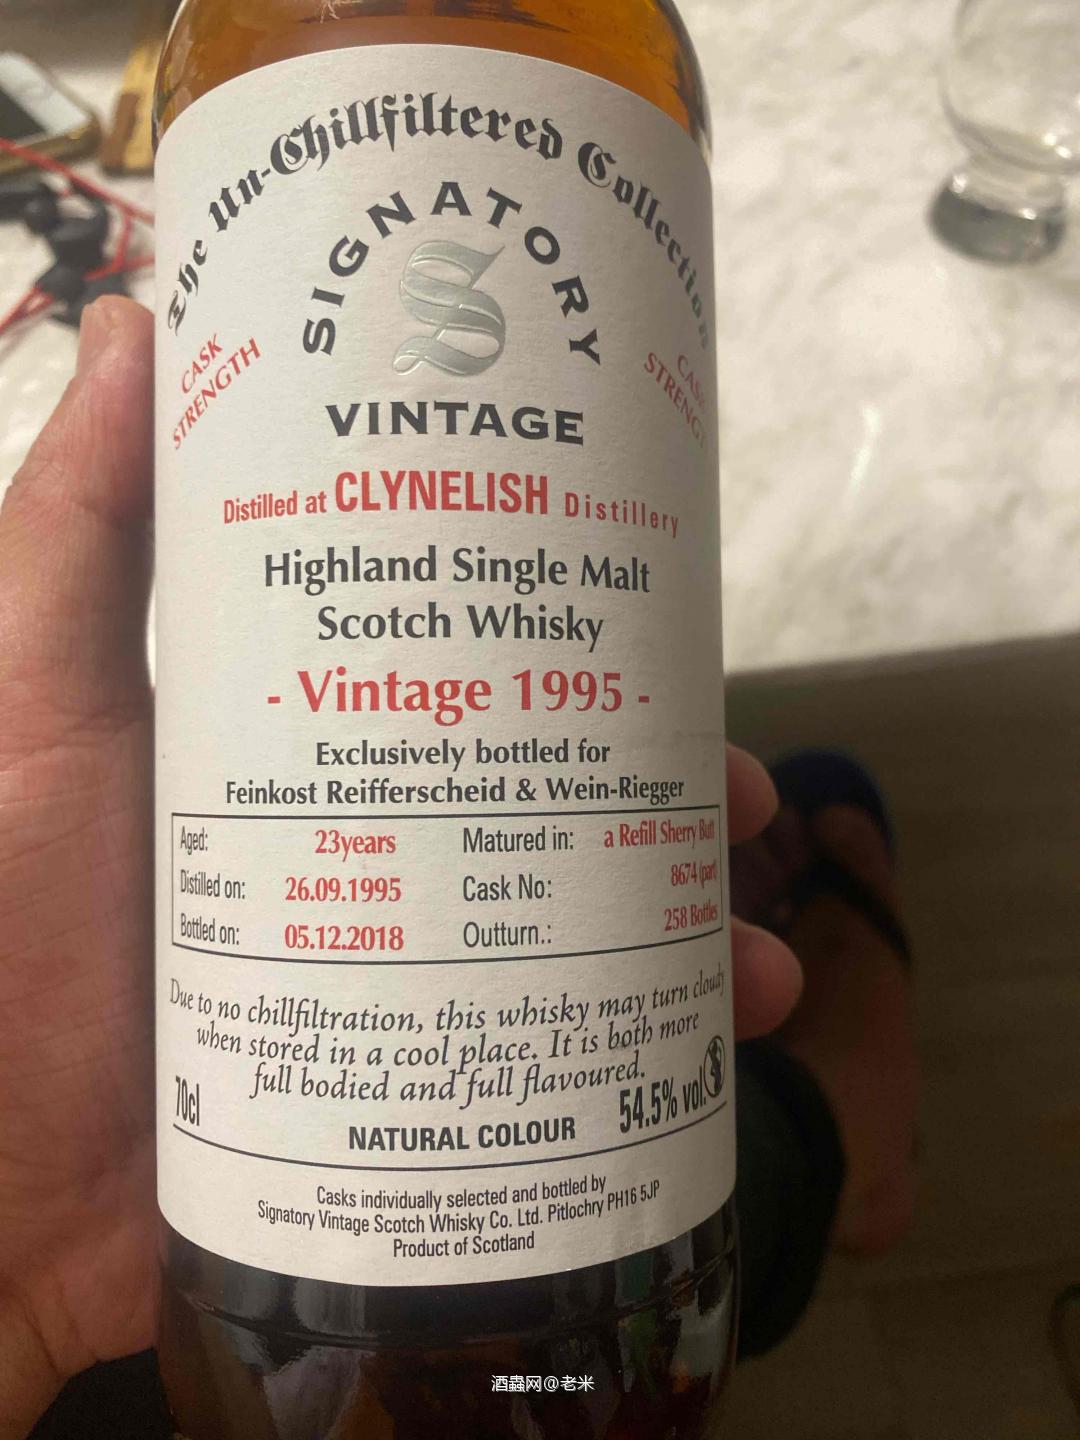 The Un-Chillfiltered Collection
SIGNATORY
S
VINTAGE
CASK
STRENGTH
CASK
STRENGT
Distilled at CLYNELISH Distillery
Highland Single Malt
Scotch Whisky
- Vintage 1995 -
Exclusively bottled for
Feinkost Reifferscheid & Wein-Riegger
Aged: 23years Matured in: a Refill Sherry Butt
Distilled on: 26.09.1995 Cask No: 8674 (part)
Bottled on: 05.12.2018 Outturn.: 258 Bottles
Due to no chillfiltration, this whisky may turn cloudy
when stored in a cool place. It is both more
full bodied and full flavoured.
70cl NATURAL COLOUR 54.5% vol.
Casks individually selected and bottled by
Signatory Vintage Scotch Whisky Co. Ltd. Pitlochry PH16 5JP
Product of Scotland
酒蟲网@老米